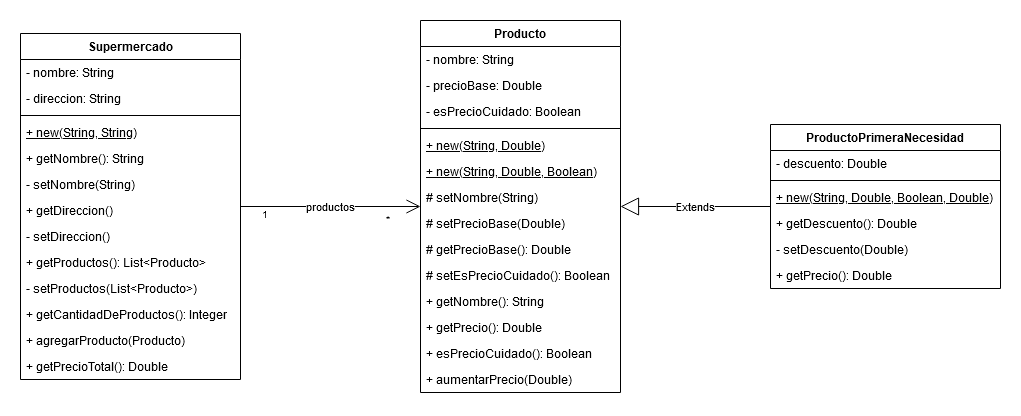 Supermercado
- nombre: String
- direccion: String
+ new(String, String)
+ getNombre(): String
- setNombre(String)
+ getDireccion()
- setDireccion()
+ getProductos(): List<Producto>
- setProductos(List<Producto>)
+ getCantidadDeProductos(): Integer
+ agregarProducto(Producto)
+ getPrecioTotal(): Double
1
productos
*
Producto
- nombre: String
- precioBase: Double
- esPrecioCuidado: Boolean
+ new(String, Double)
+ new(String, Double, Boolean)
# setNombre(String)
# setPrecioBase(Double)
# getPrecioBase(): Double
# setEsPrecioCuidado(): Boolean
+ getNombre(): String
+ getPrecio(): Double
+ esPrecioCuidado(): Boolean
+ aumentarPrecio(Double)
Extends
ProductoPrimeraNecesidad
- descuento: Double
+ new(String, Double, Boolean, Double)
+ getDescuento(): Double
- setDescuento(Double)
+ getPrecio(): Double